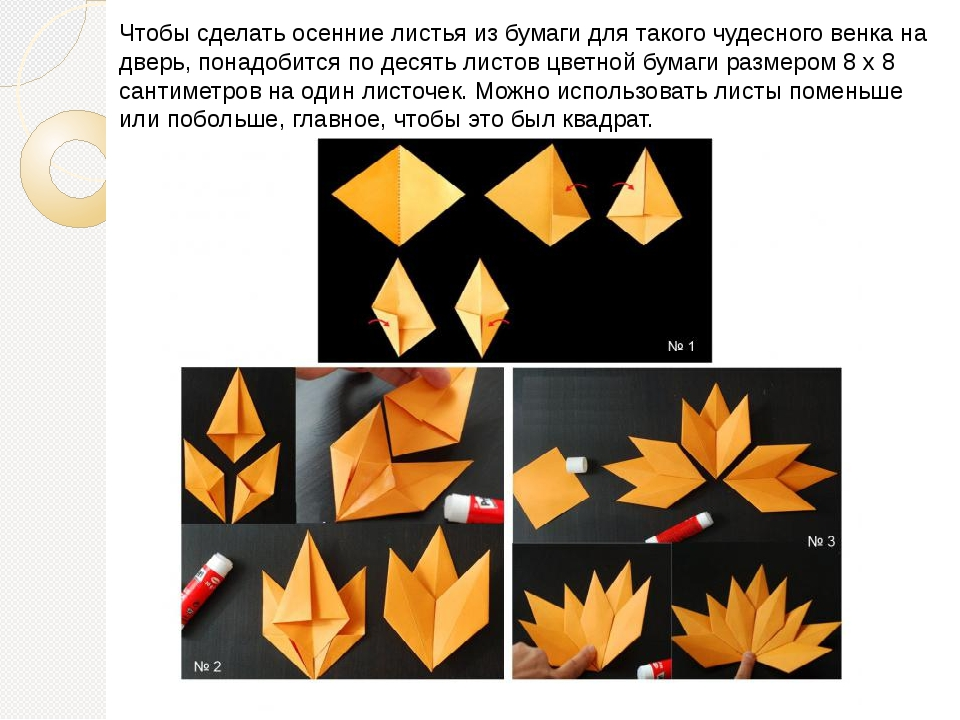 Чтобы сделать осенние листья из бумаги для такого чудесного венка на
дверь, понадобится по десять листов цветной бумаги размером 8 х 8
сантиметров на один листочек. Можно использовать листы поменьше
или побольше, главное, чтобы это был квадрат.
№ 1
№ 3
№ 2